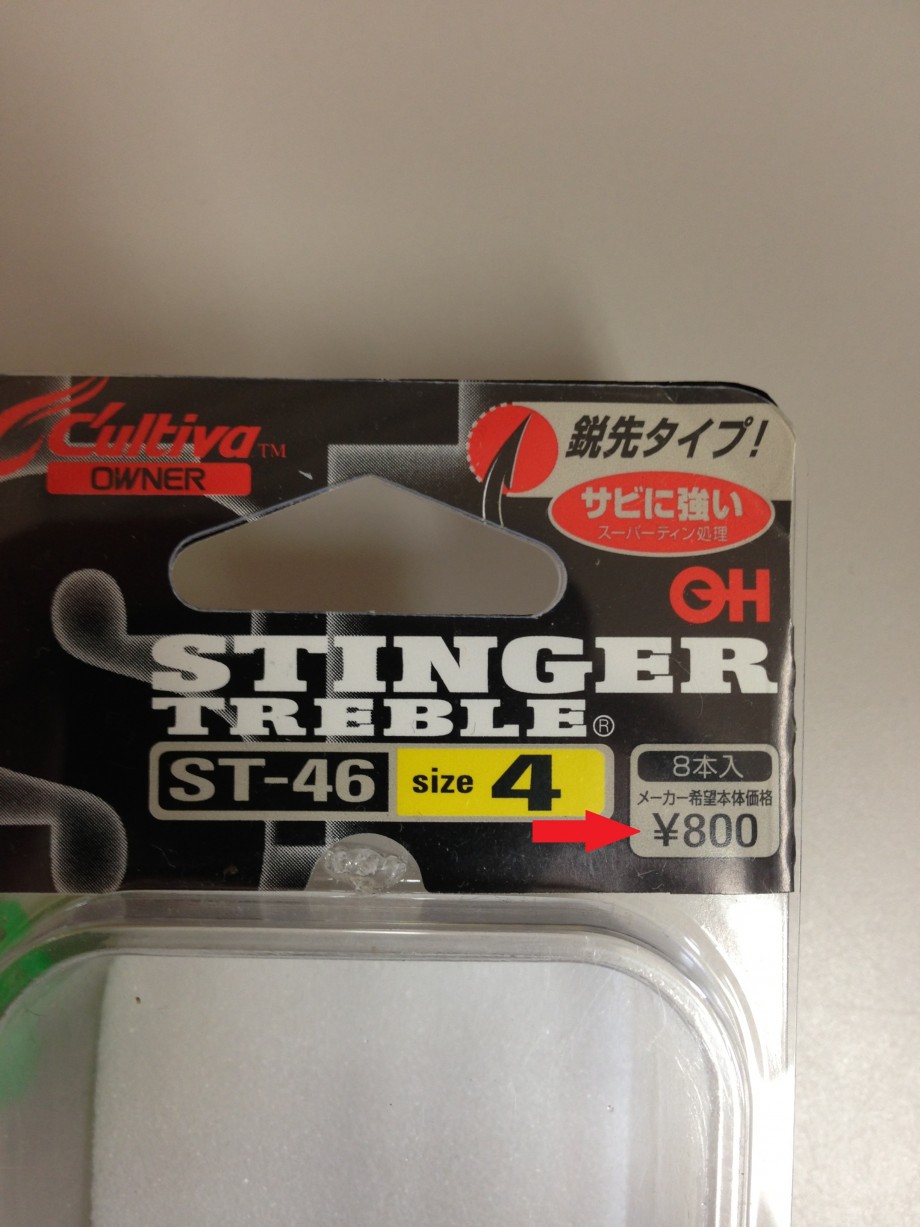 C'ultiva™
OWNER
鋭先タイプ!
サビに強い
スーパーティン処理
STINGER
TREBLE®
ST-46 size 4
8本入
メーカー希望本体価格
¥800